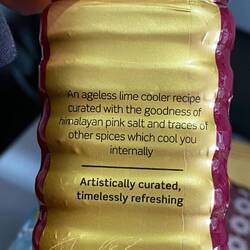 An ageless lime cooler recipe
curated with the goodness of
himalayan pink salt and traces of
other spices which cool you
internally
Artistically curated,
timelessly refreshing